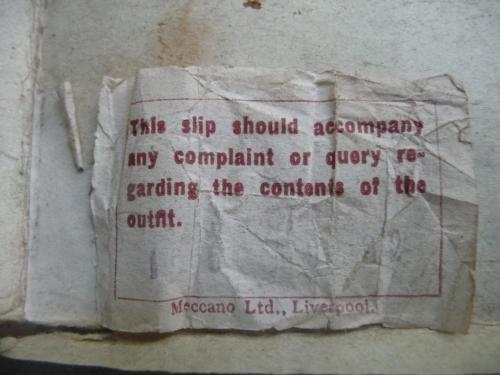 This slip should accompany
any complaint or query re-
garding the contents of the
outfit.
Meccano Ltd., Liverpool.